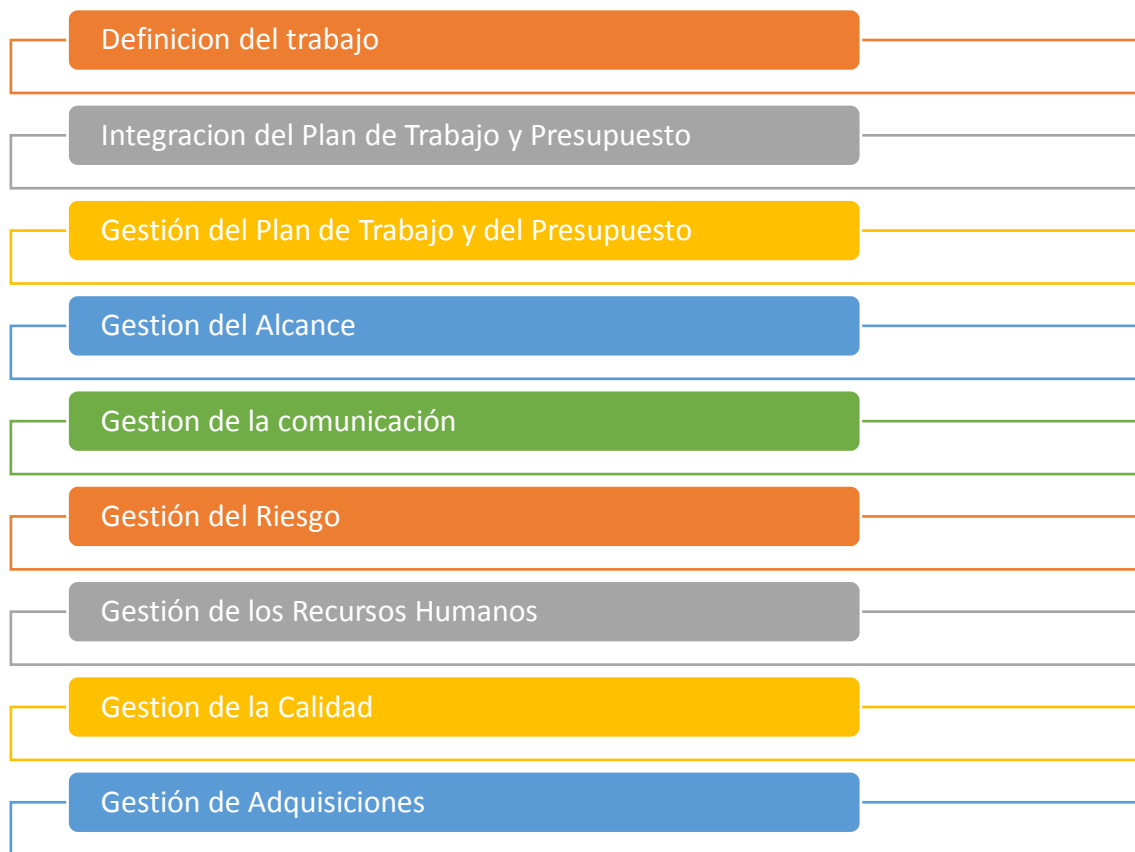 Definicion del trabajo
Integracion del Plan de Trabajo y Presupuesto
Gestión del Plan de Trabajo y del Presupuesto
Gestion del Alcance
Gestion de la comunicación
Gestión del Riesgo
Gestión de los Recursos Humanos
Gestion de la Calidad
Gestión de Adquisiciones